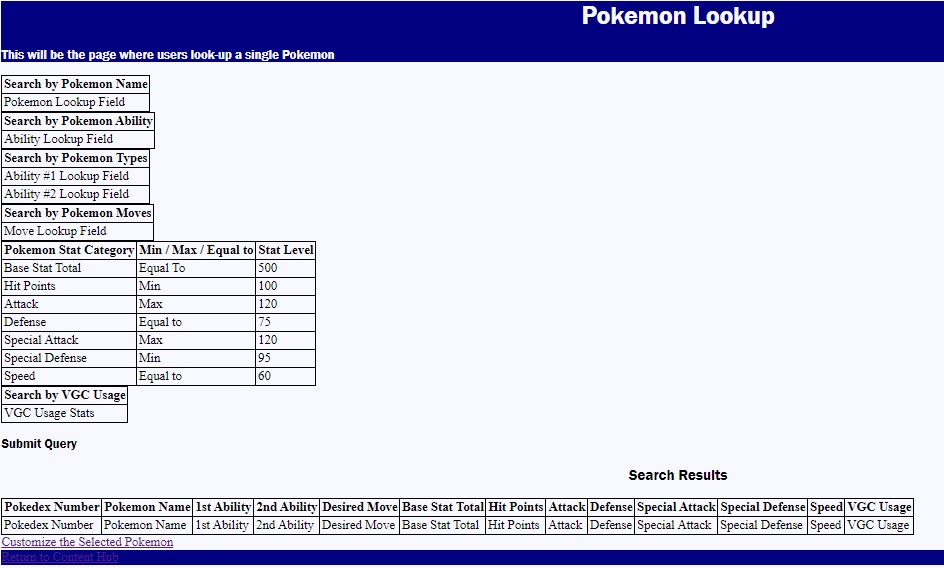 Pokemon Lookup
This will be the page where users look-up a single Pokemon
Search by Pokemon Name
Pokemon Lookup Field
Search by Pokemon Ability
Ability Lookup Field
Search by Pokemon Types
Ability #1 Lookup Field
Ability #2 Lookup Field
Search by Pokemon Moves
Move Lookup Field
Pokemon Stat Category Min / Max / Equal to Stat Level
Base Stat Total Equal To 500
Hit Points Min 100
Attack Max 120
Defense Equal to 75
Special Attack Max 120
Special Defense Min 95
Speed Equal to 60
Search by VGC Usage
VGC Usage Stats
Submit Query
Search Results
Pokedex Number Pokemon Name 1st Ability 2nd Ability Desired Move Base Stat Total Hit Points Attack Defense Special Attack Special Defense Speed VGC Usage
Pokedex Number Pokemon Name 1st Ability 2nd Ability Desired Move Base Stat Total Hit Points Attack Defense Special Attack Special Defense Speed VGC Usage
Customize the Selected Pokemon
Return to Content Hub